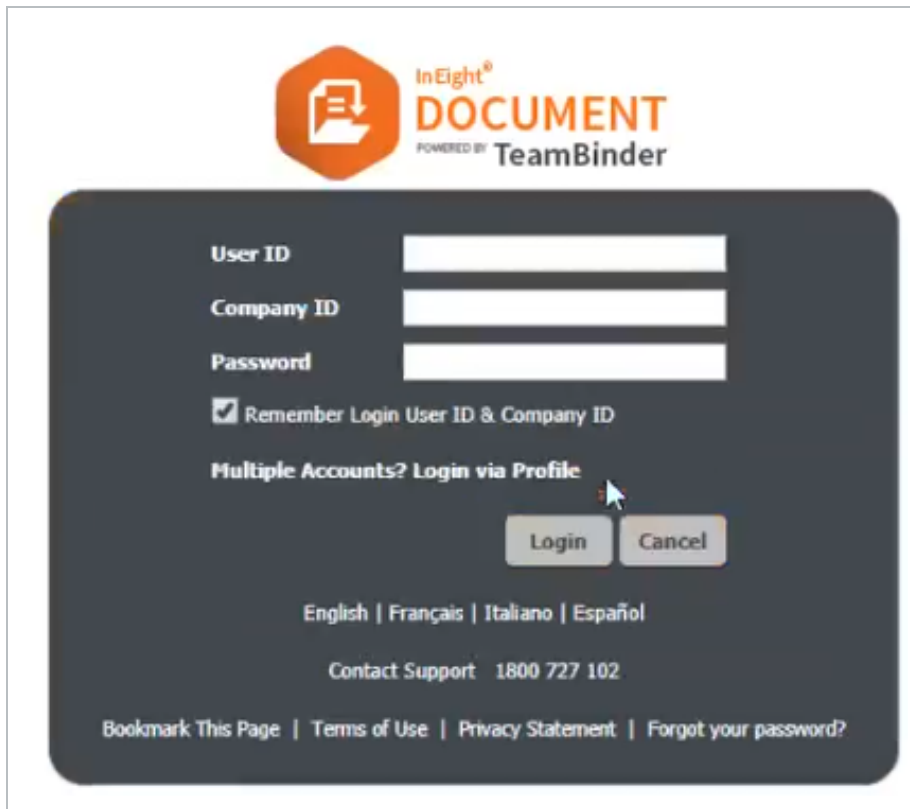 InEight®
DOCUMENT
POWERED BY TeamBinder
User ID
Company ID
Password
Remember Login User ID & Company ID
Multiple Accounts? Login via Profile
Login Cancel
English | Français | Italiano | Español
Contact Support 1800 727 102
Bookmark This Page | Terms of Use | Privacy Statement | Forgot your password?